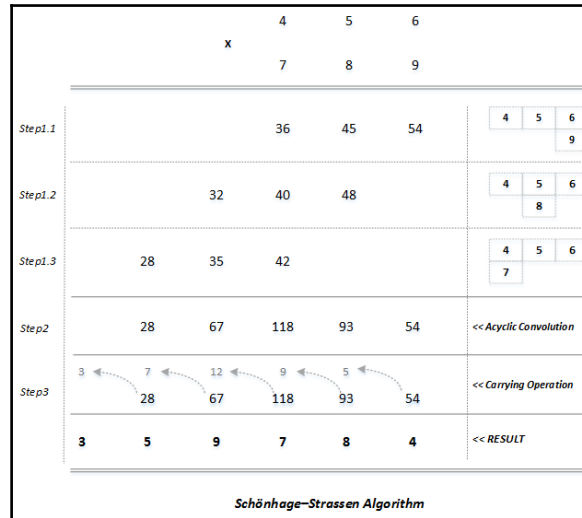 4 5 6
x
7 8 9
Step1.1 36 45 54 4 5 6
9
Step1.2 32 40 48 4 5 6
8
Step1.3 28 35 42 4 5 6
7
Step2 28 67 118 93 54 << Acyclic Convolution
3 7 12 9 5
Step3 28 67 118 93 54 << Carrying Operation
3 5 9 7 8 4 << RESULT
Schönhage–Strassen Algorithm